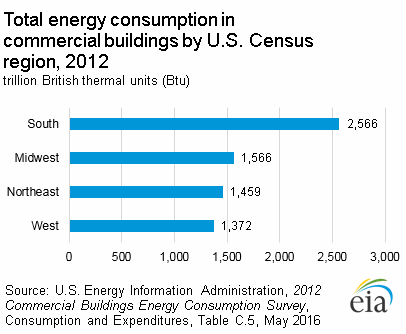 Total energy consumption in
commercial buildings by U.S. Census
region, 2012
trillion British thermal units (Btu)
South 2,566
Midwest 1,566
Northeast 1,459
West 1,372
0 500 1,000 1,500 2,000 2,500 3,000
Source: U.S. Energy Information Administration, 2012
Commercial Buildings Energy Consumption Survey,
Consumption and Expenditures, Table C.5, May 2016
eia